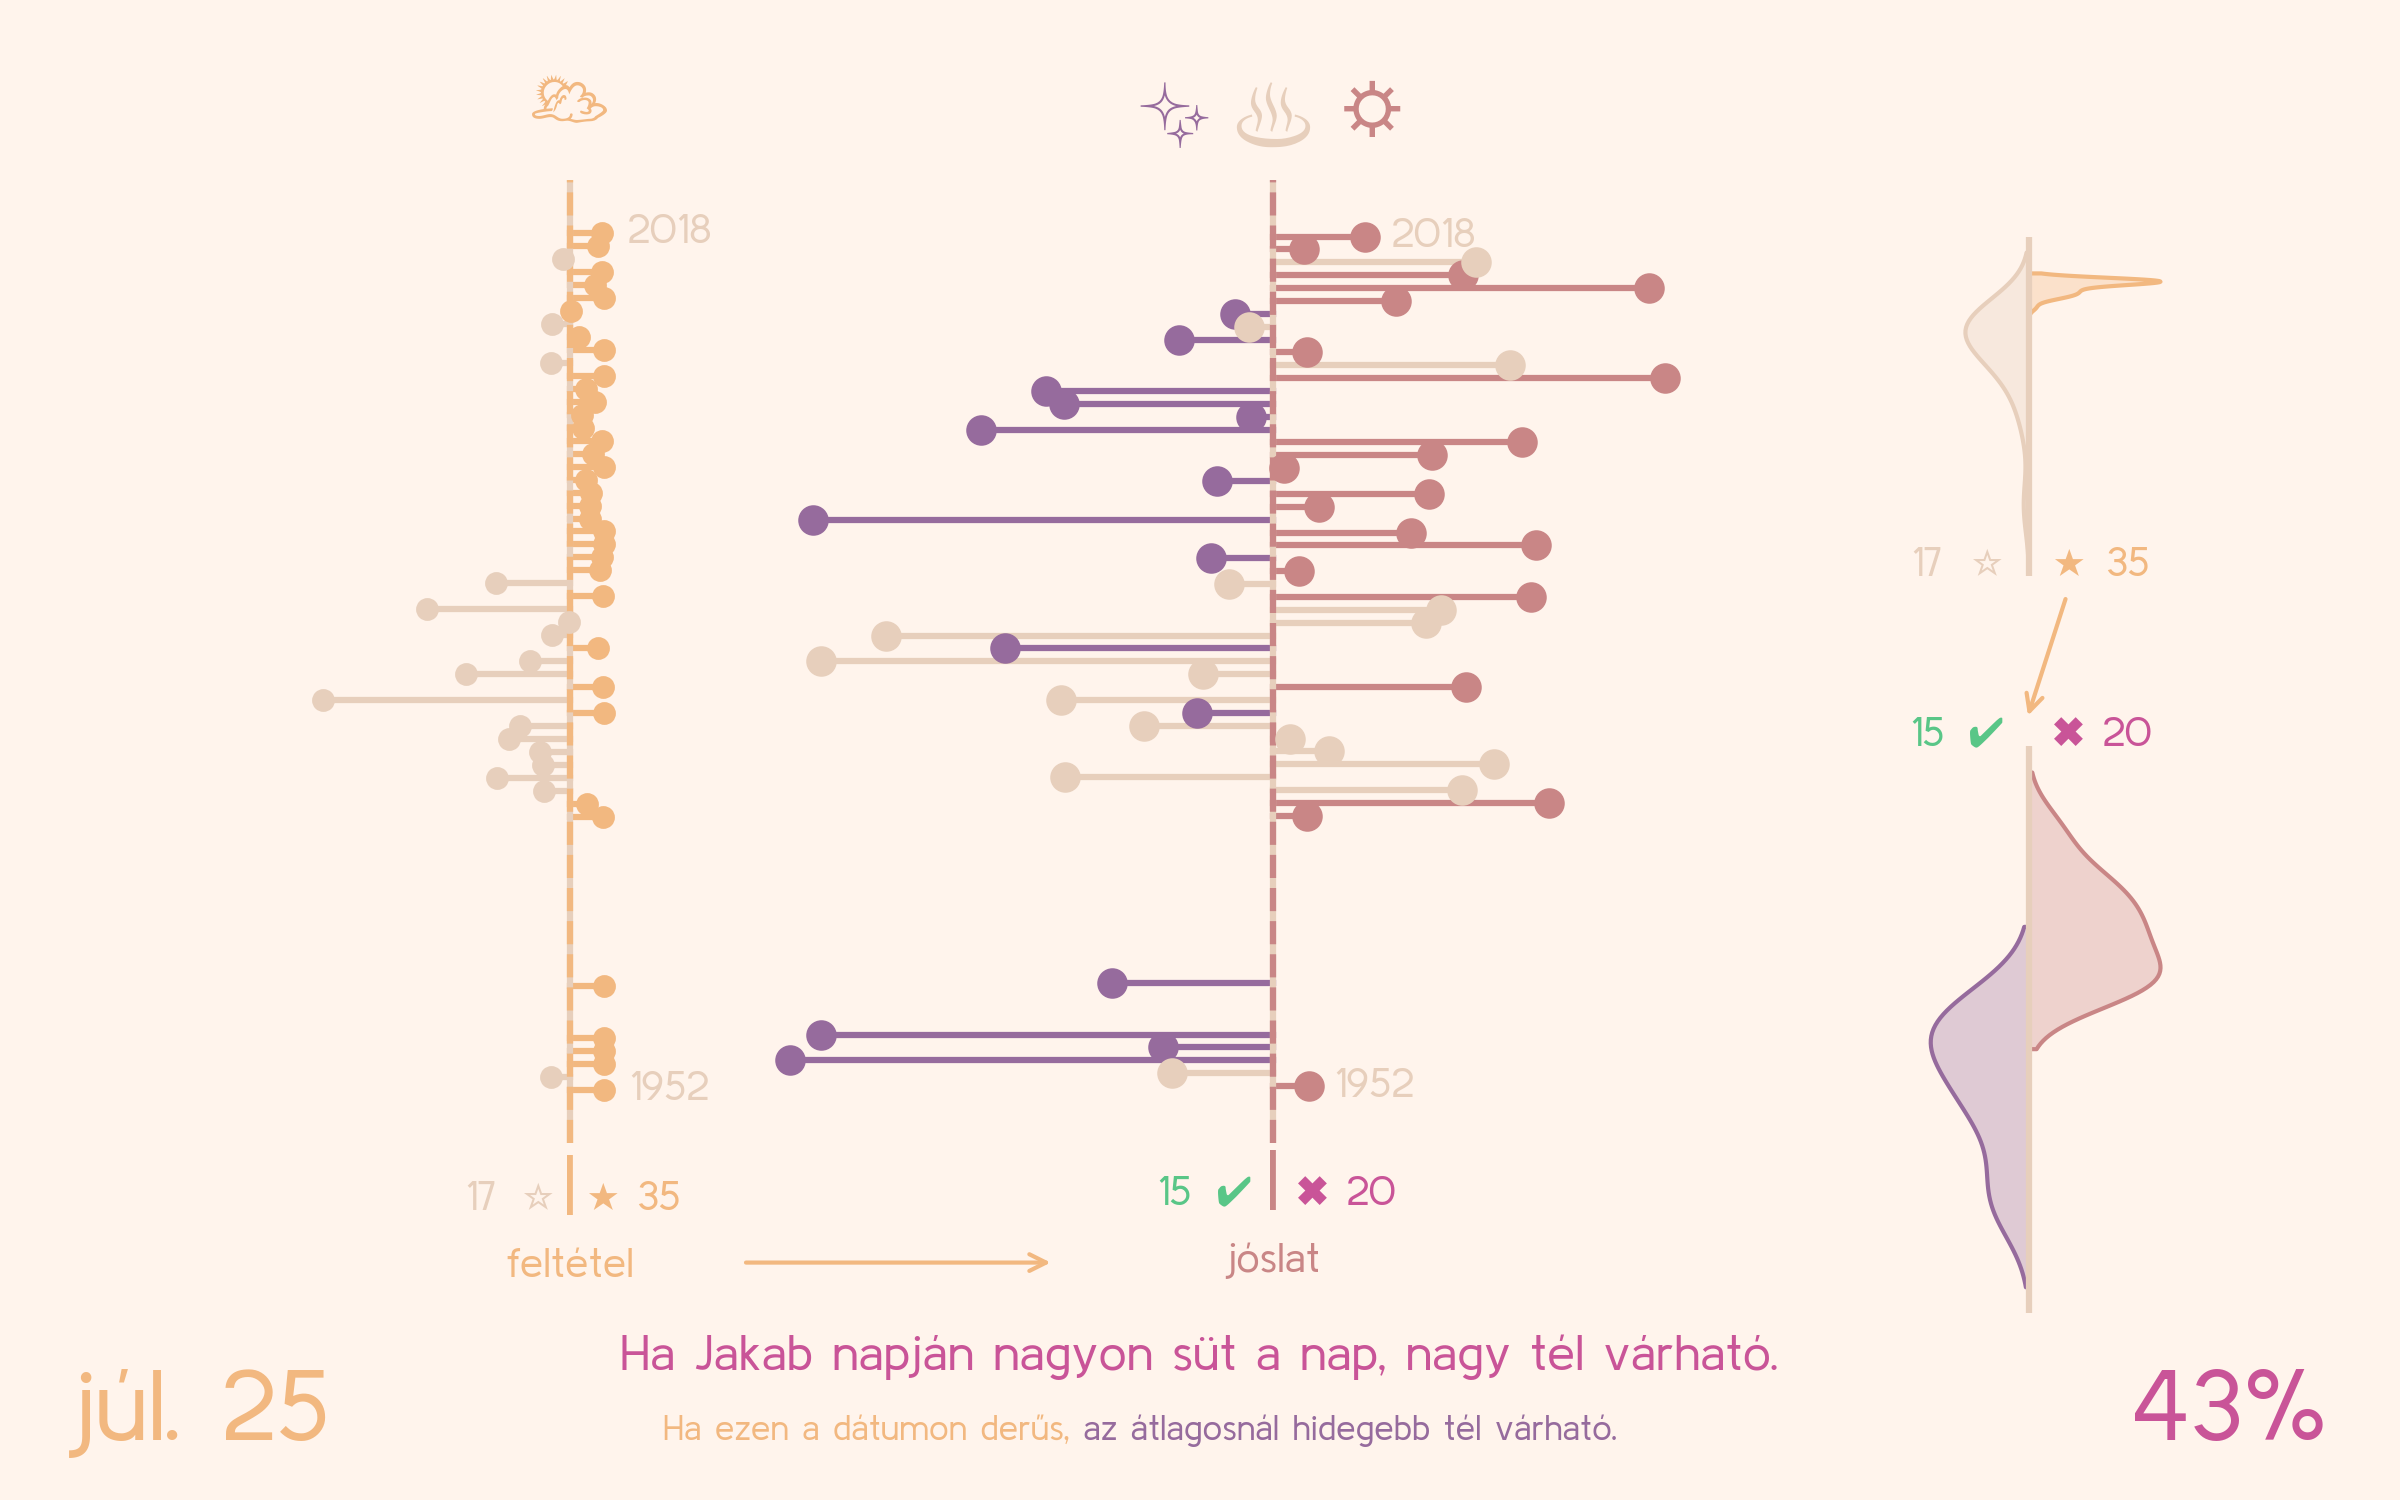 2018
2018
17 ☆ ★ 35
15 ✔ ✖ 20
1952
1952
17 ☆ ★ 35
15 ✔ ✖ 20
feltétel
jóslat
Ha Jakab napján nagyon süt a nap, nagy tél várható.
júl. 25
43%
Ha ezen a dátumon derűs, az átlagosnál hidegebb tél várható.